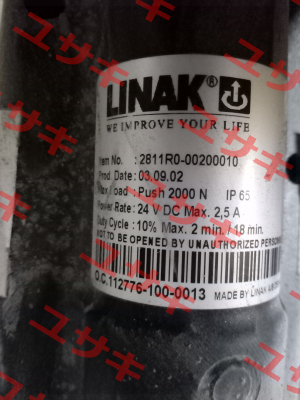 LINAK®
WE IMPROVE YOUR LIFE
Item No. : 2811R0-00200010
Prod. Date : 03.09.02
Max Load : Push 2000 N IP 65
Power Rate : 24 V DC Max. 2,5 A
Duty Cycle : 10% Max. 2 min. / 18 min.
NOT TO BE OPENED BY UNAUTHORIZED
O.C.112776-100-0013 MADE BY LINAK
ユサキ